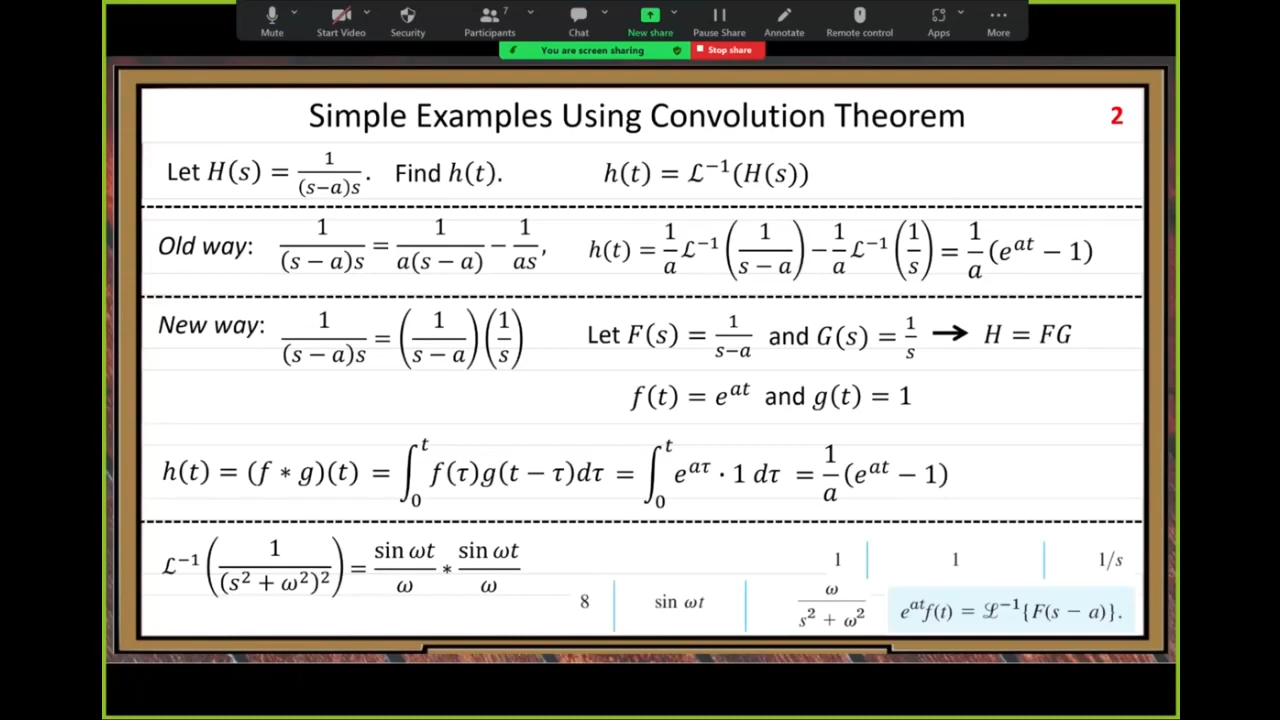 7
Mute Start Video Security Participants Chat New share Pause Share Annotate Remote control Apps More
You are screen sharing Stop share
Simple Examples Using Convolution Theorem 2
Let H(s) = 1/((s−a)s). Find h(t). h(t) = ℒ⁻¹(H(s))
Old way: 1/((s − a)s) = 1/(a(s − a)) − 1/(as), h(t) = (1/a)ℒ⁻¹(1/(s − a)) − (1/a)ℒ⁻¹(1/s) = (1/a)(e^{at} − 1)
New way: 1/((s − a)s) = (1/(s − a))(1/s) Let F(s) = 1/(s−a) and G(s) = 1/s → H = FG
f(t) = e^{at} and g(t) = 1
h(t) = (f ∗ g)(t) = ∫₀ᵗ f(τ)g(t − τ)dτ = ∫₀ᵗ e^{aτ} · 1 dτ = (1/a)(e^{at} − 1)
ℒ⁻¹(1/(s² + ω²)²) = (sin ωt)/ω ∗ (sin ωt)/ω
1 1 1/s
8 sin ωt ω/(s² + ω²) e^{at}f(t) = ℒ⁻¹{F(s − a)}.